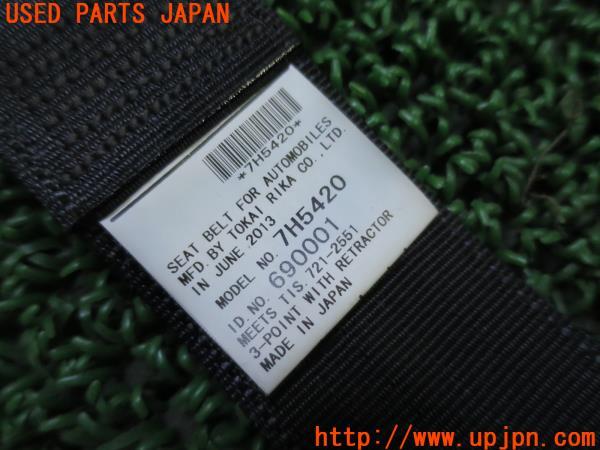 USED PARTS JAPAN
*7H5420*
SEAT BELT FOR AUTOMOBILES
MFD. BY TOKAI RIKA CO., LTD.
IN JUNE 2013
MODEL NO. 7H5420
ID. NO. 690001
MEETS TIS. 721-2551
3-POINT WITH RETRACTOR
MADE IN JAPAN
http://www.upjpn.com